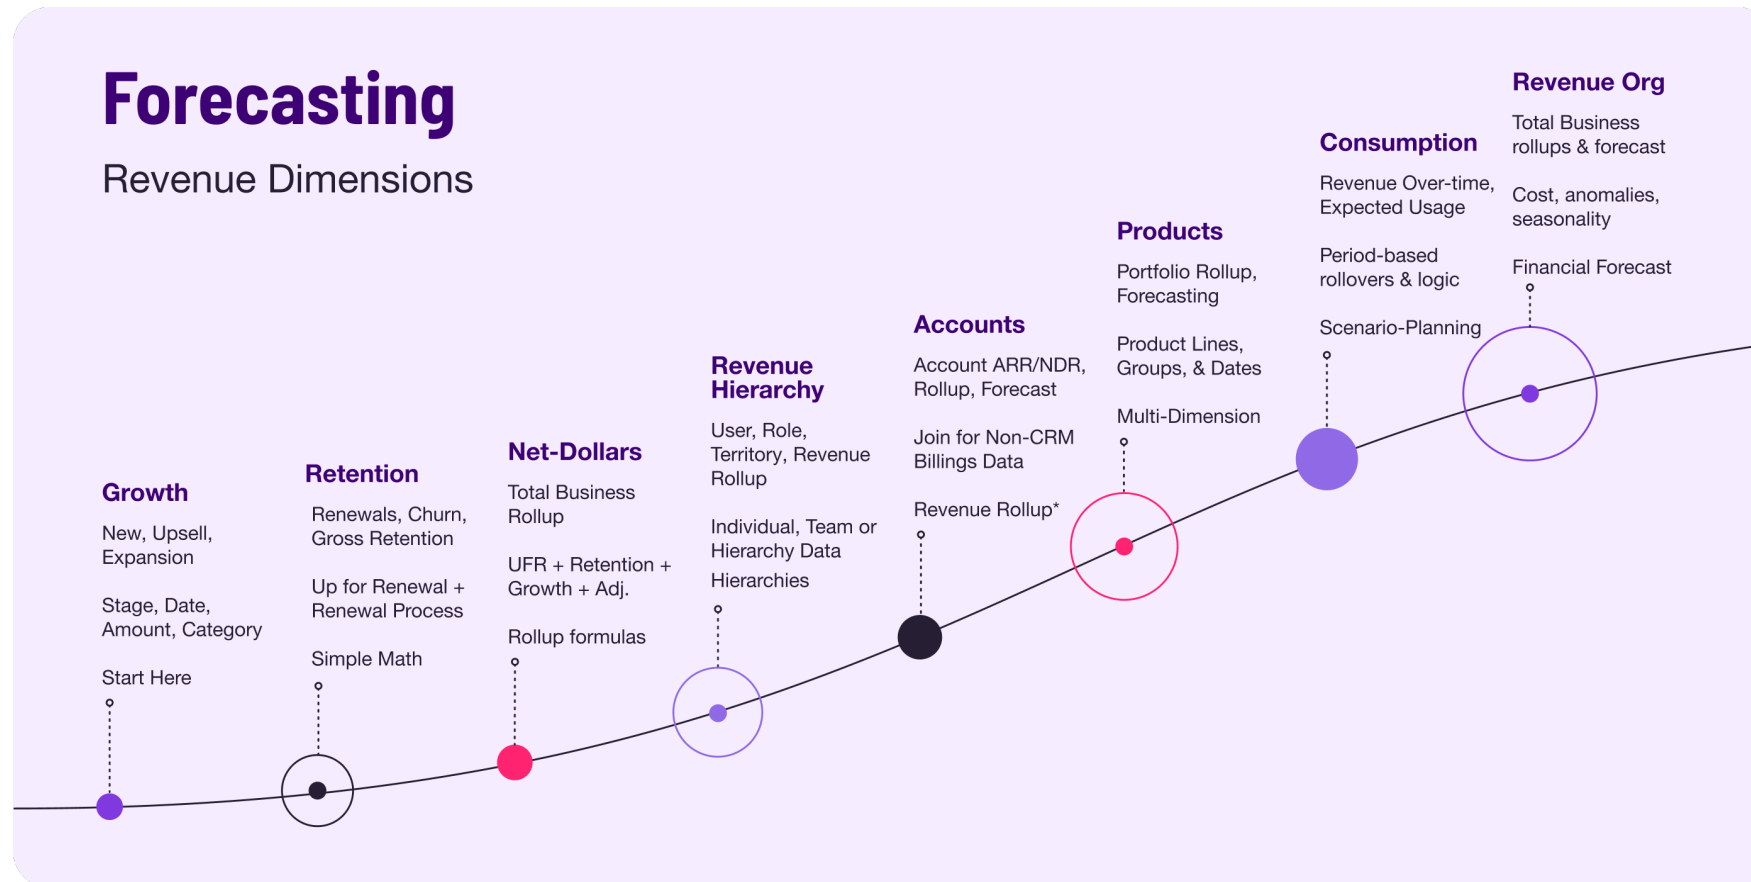 Forecasting
Revenue Dimensions
Growth
New, Upsell,
Expansion
Stage, Date,
Amount, Category
Start Here
Retention
Renewals, Churn,
Gross Retention
Up for Renewal +
Renewal Process
Simple Math
Net-Dollars
Total Business
Rollup
UFR + Retention +
Growth + Adj.
Rollup formulas
Revenue
Hierarchy
User, Role,
Territory, Revenue
Rollup
Individual, Team or
Hierarchy Data
Hierarchies
Accounts
Account ARR/NDR,
Rollup, Forecast
Join for Non-CRM
Billings Data
Revenue Rollup*
Products
Portfolio Rollup,
Forecasting
Product Lines,
Groups, & Dates
Multi-Dimension
Consumption
Revenue Over-time,
Expected Usage
Period-based
rollovers & logic
Scenario-Planning
Revenue Org
Total Business
rollups & forecast
Cost, anomalies,
seasonality
Financial Forecast